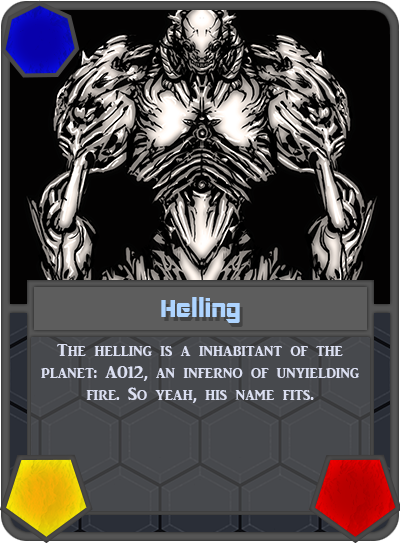 Helling
The helling is a inhabitant of the
planet: A012, an inferno of unyielding
fire. So yeah, his name fits.